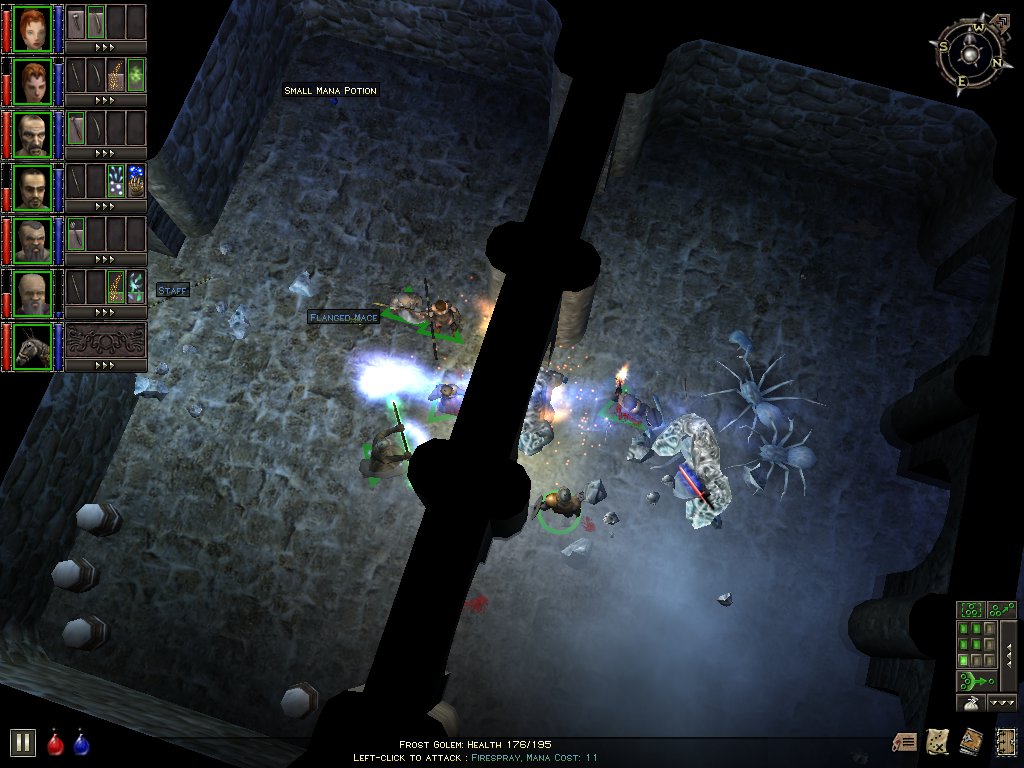 W
S
N
E
Small Mana Potion
Staff
Flanged Mace
Frost Golem: Health 176/195
Left-click to attack : Firespray, Mana Cost: 11